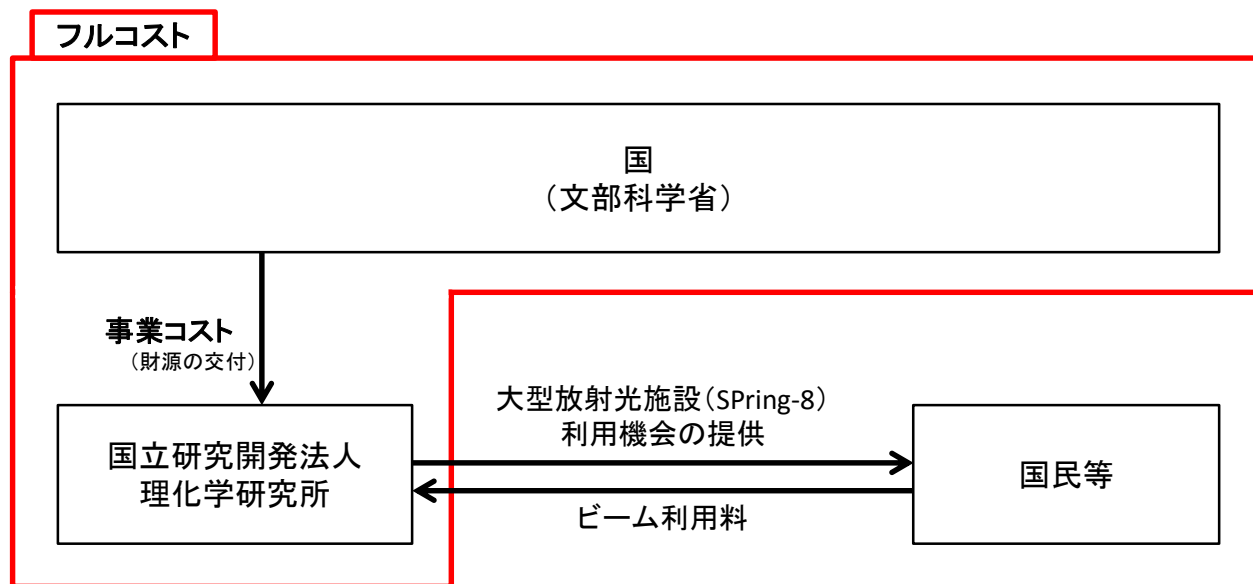 フルコスト
国
（文部科学省）
事業コスト
（財源の交付）
大型放射光施設（SPring-8）
利用機会の提供
国立研究開発法人
理化学研究所
国民等
ビーム利用料